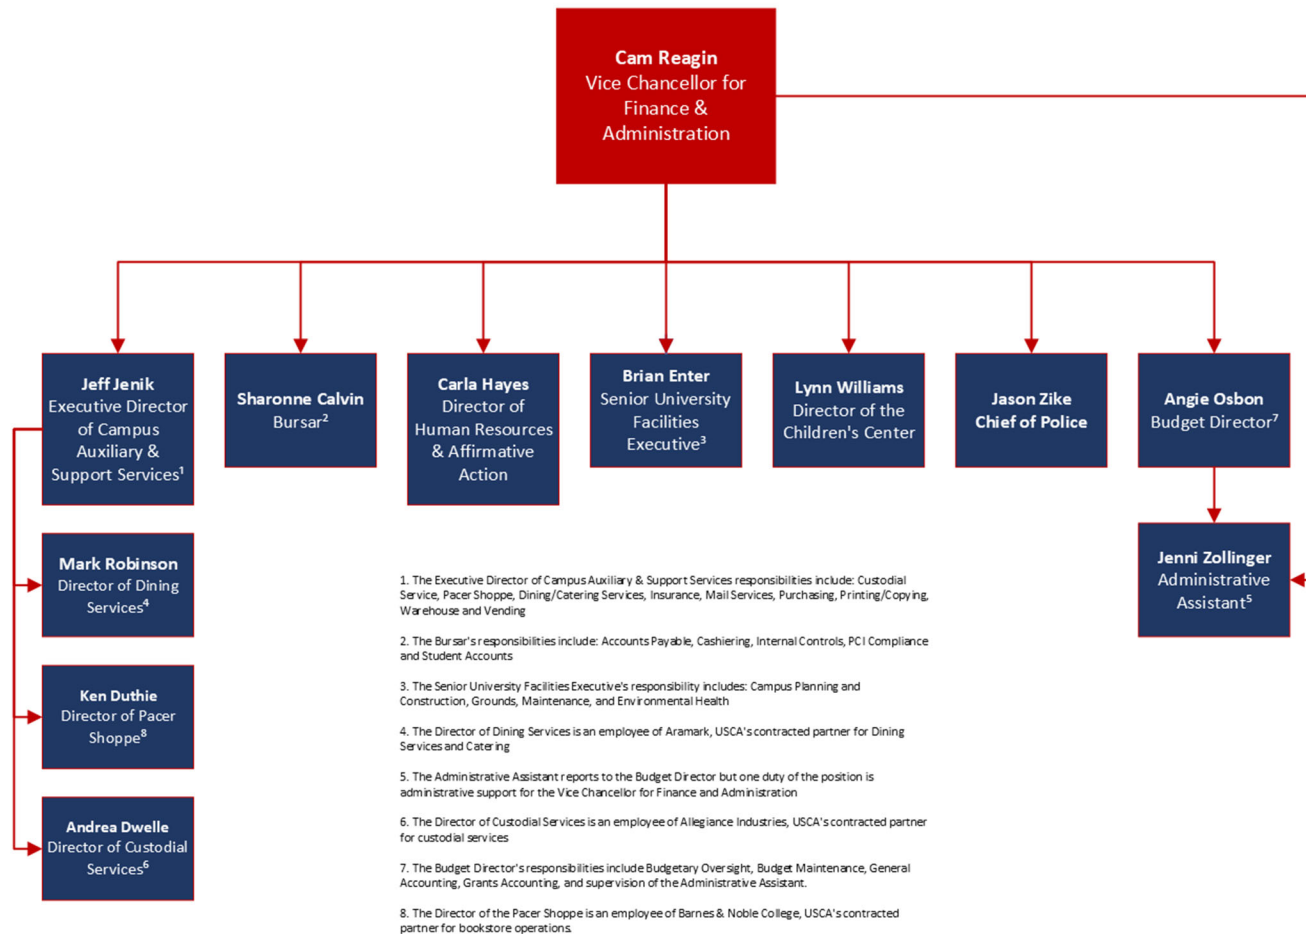 Cam Reagin
Vice Chancellor for
Finance &
Administration
Jeff Jenik
Executive Director
of Campus
Auxiliary &
Support Services¹
Sharonne Calvin
Bursar²
Carla Hayes
Director of
Human Resources
& Affirmative
Action
Brian Enter
Senior University
Facilities
Executive³
Lynn Williams
Director of the
Children's Center
Jason Zike
Chief of Police
Angie Osbon
Budget Director⁷
Mark Robinson
Director of Dining
Services⁴
Ken Duthie
Director of Pacer
Shoppe⁸
Andrea Dwelle
Director of Custodial
Services⁶
Jenni Zollinger
Administrative
Assistant⁵
1. The Executive Director of Campus Auxiliary & Support Services responsibilities include: Custodial
Service, Pacer Shoppe, Dining/Catering Services, Insurance, Mail Services, Purchasing, Printing/Copying,
Warehouse and Vending
2. The Bursar's responsibilities include: Accounts Payable, Cashiering, Internal Controls, PCI Compliance
and Student Accounts
3. The Senior University Facilities Executive's responsibility includes: Campus Planning and
Construction, Grounds, Maintenance, and Environmental Health
4. The Director of Dining Services is an employee of Aramark, USCA's contracted partner for Dining
Services and Catering
5. The Administrative Assistant reports to the Budget Director but one duty of the position is
administrative support for the Vice Chancellor for Finance and Administration
6. The Director of Custodial Services is an employee of Allegiance Industries, USCA's contracted partner
for custodial services
7. The Budget Director's responsibilities include Budgetary Oversight, Budget Maintenance, General
Accounting, Grants Accounting, and supervision of the Administrative Assistant.
8. The Director of the Pacer Shoppe is an employee of Barnes & Noble College, USCA's contracted
partner for bookstore operations.